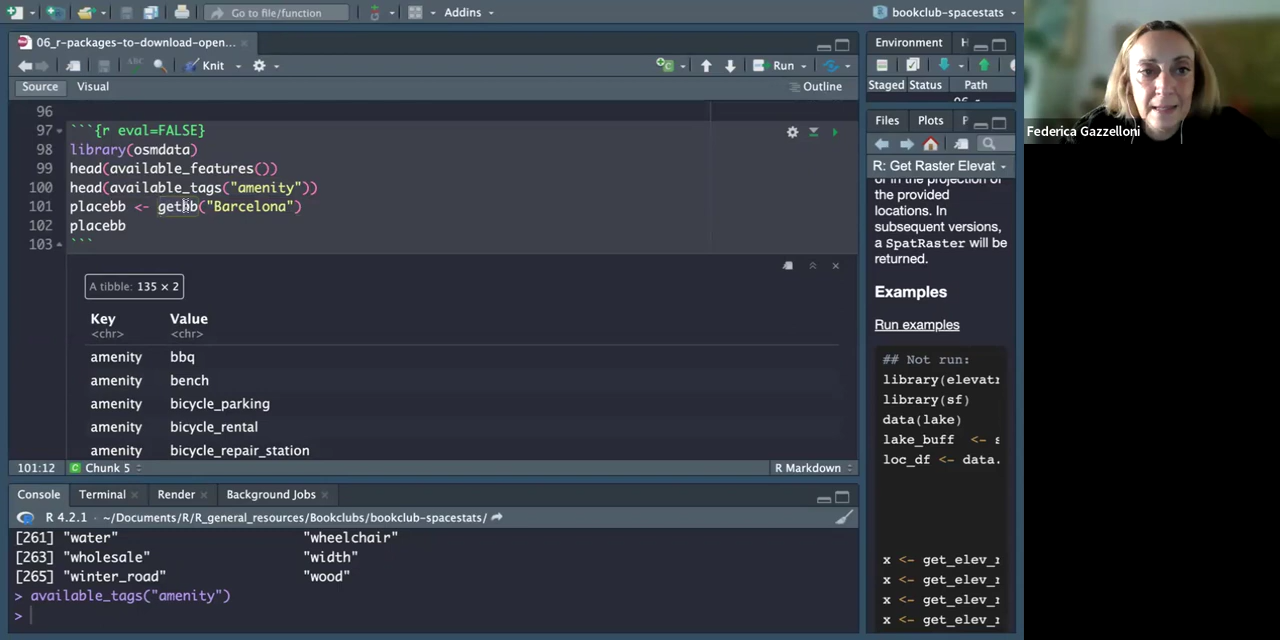 Go to file/function
Addins
bookclub-spacestats
06_r-packages-to-download-open...
Knit
Run
Source
Visual
Outline
96
97 ```{r eval=FALSE}
98 library(osmdata)
99 head(available_features())
100 head(available_tags("amenity"))
101 placebb <- getbb("Barcelona")
102 placebb
103 ```
A tibble: 135 × 2
Key
Value
<chr>
<chr>
amenity bbq
amenity bench
amenity bicycle_parking
amenity bicycle_rental
amenity bicycle_repair_station
101:12
Chunk 5
R Markdown
Console
Terminal
Render
Background Jobs
R 4.2.1 · ~/Documents/R/R_general_resources/Bookclubs/bookclub-spacestats/
[261] "water" "wheelchair"
[263] "wholesale" "width"
[265] "winter_road" "wood"
> available_tags("amenity")
>
Environment
H
Staged Status Path
Files
Plots
P
R: Get Raster Elevat
or in the projection of
the provided
locations. In
subsequent versions,
a SpatRaster will be
returned.
Examples
Run examples
## Not run:
library(elevatr
library(sf)
data(lake)
lake_buff <- s
loc_df <- data.
x <- get_elev_r
x <- get_elev_r
x <- get_elev_r
x <- get_elev_r
Federica Gazzelloni